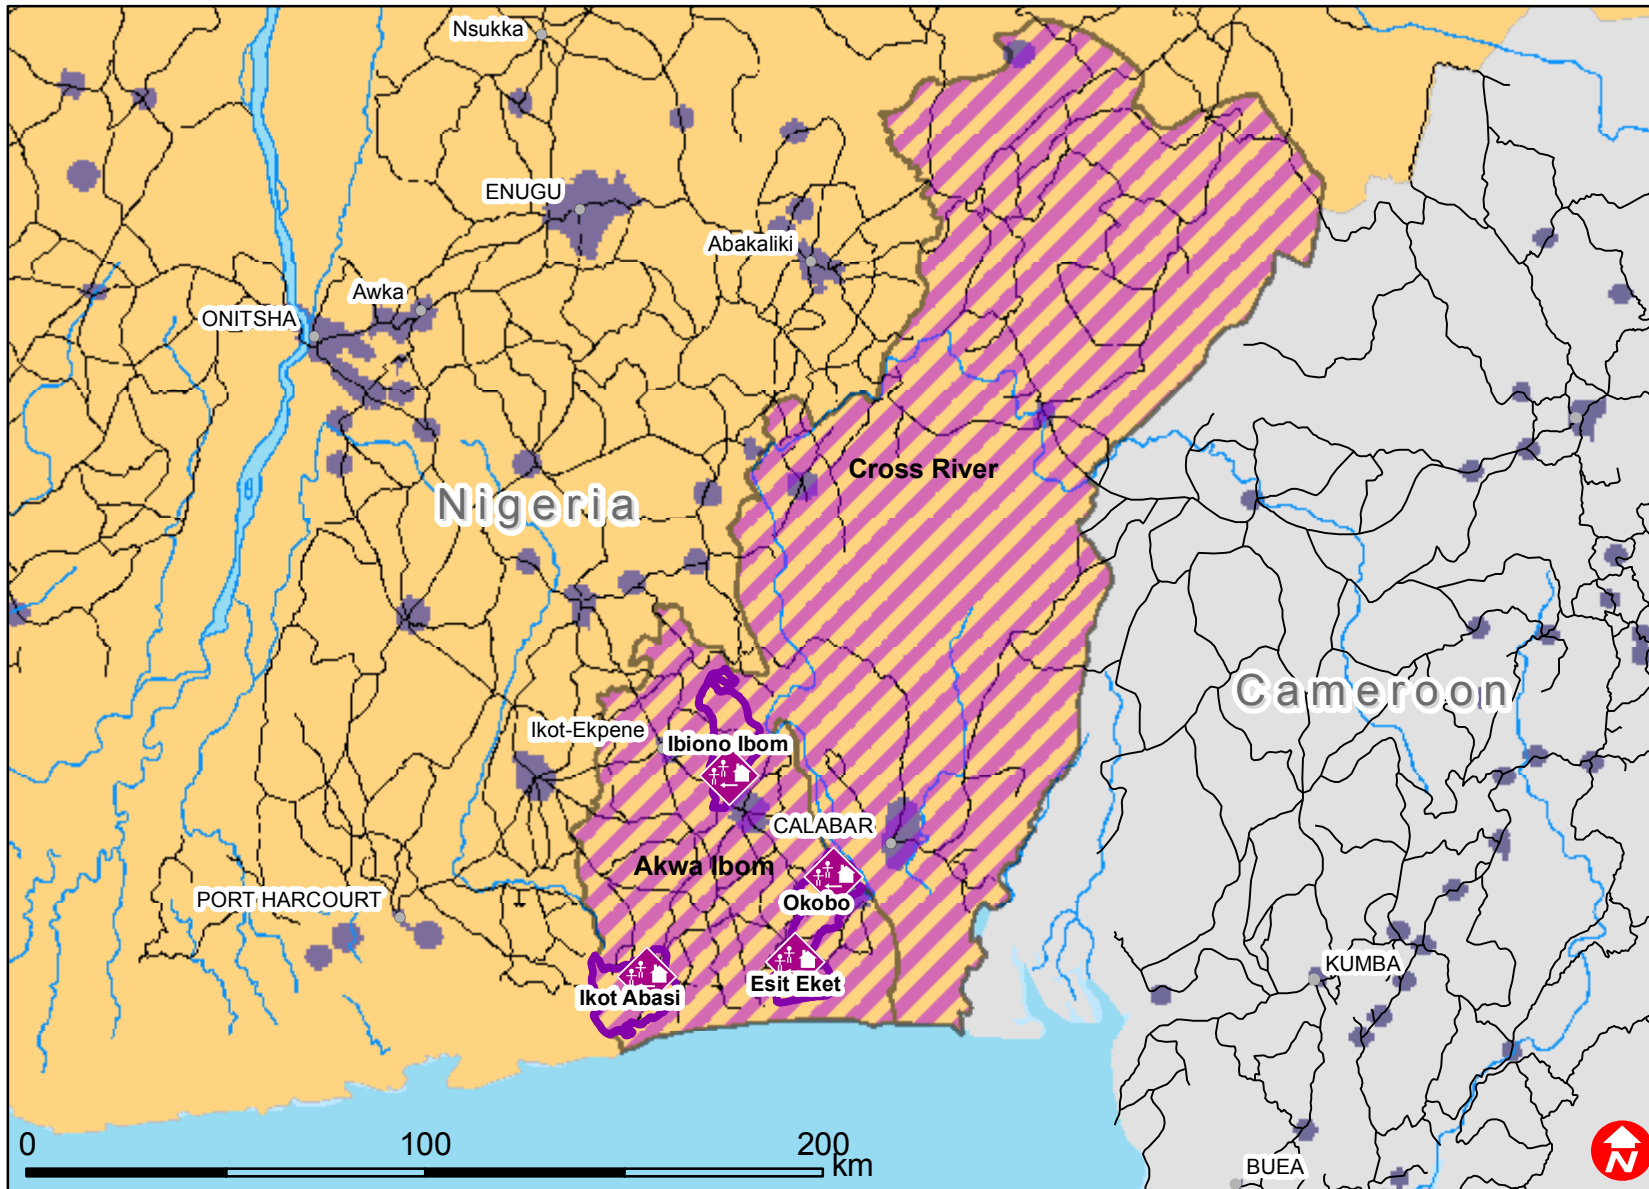 Nsukka
ENUGU
Abakaliki
Awka
ONITSHA
Cross River
Nigeria
Cameroon
Ikot-Ekpene
Ibiono Ibom
CALABAR
Akwa Ibom
PORT HARCOURT
Okobo
KUMBA
Esit Eket
Ikot Abasi
0 100 200
km
BUEA
N